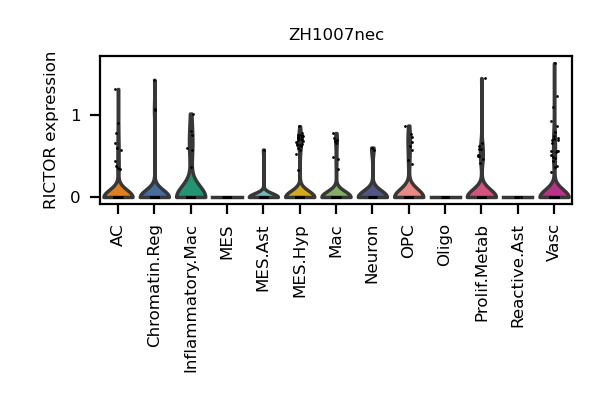 ZH1007nec
RICTOR expression
1
0
AC
Chromatin.Reg
Inflammatory.Mac
MES
MES.Ast
MES.Hyp
Mac
Neuron
OPC
Oligo
Prolif.Metab
Reactive.Ast
Vasc